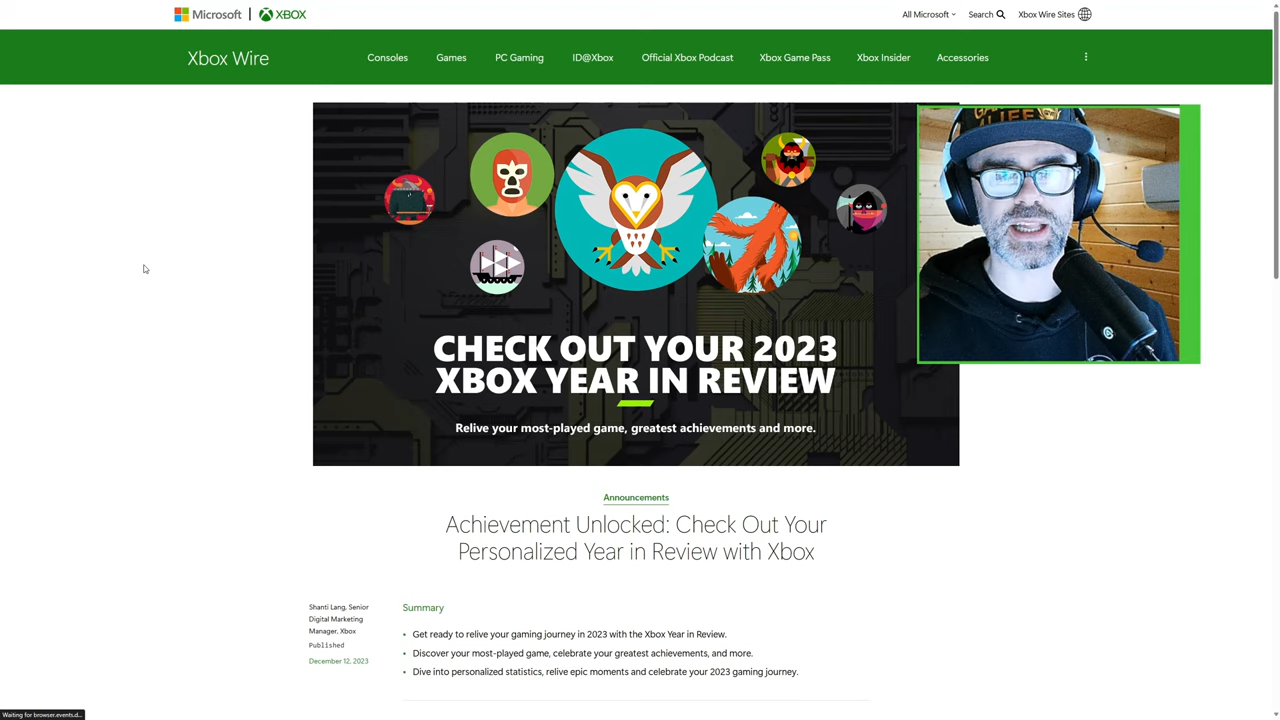 Microsoft | XBOX
All Microsoft
Search
Xbox Wire Sites
Xbox Wire
Consoles
Games
PC Gaming
ID@Xbox
Official Xbox Podcast
Xbox Game Pass
Xbox Insider
Accessories
CHECK OUT YOUR 2023
XBOX YEAR IN REVIEW
Relive your most-played game, greatest achievements and more.
Announcements
Achievement Unlocked: Check Out Your
Personalized Year in Review with Xbox
Shanti Lang, Senior
Digital Marketing
Manager, Xbox
Published
December 12, 2023
Summary
• Get ready to relive your gaming journey in 2023 with the Xbox Year in Review.
• Discover your most-played game, celebrate your greatest achievements, and more.
• Dive into personalized statistics, relive epic moments and celebrate your 2023 gaming journey.
Waiting for browser.events.d...